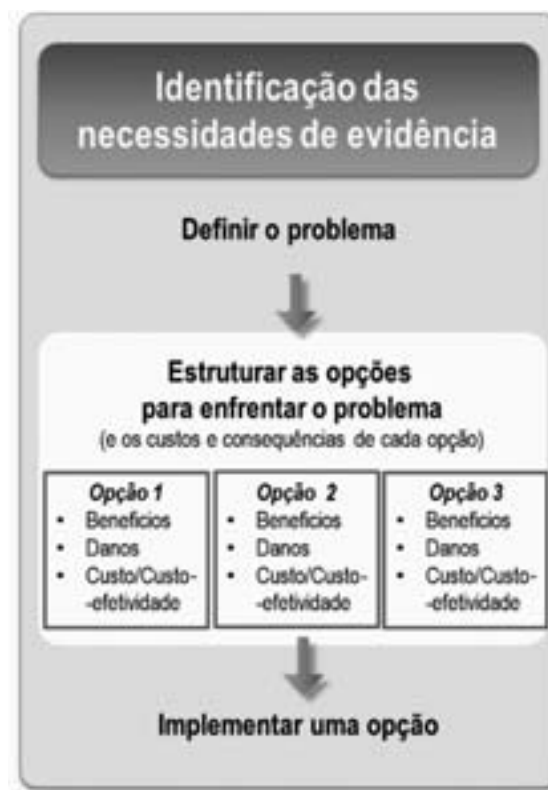 Identificação das
necessidades de evidência
Definir o problema
Estruturar as opções
para enfrentar o problema
(e os custos e consequências de cada opção)
Opção 1
• Benefícios
• Danos
• Custo/Custo-
-efetividade
Opção 2
• Benefícios
• Danos
• Custo/Custo-
-efetividade
Opção 3
• Benefícios
• Danos
• Custo/Custo-
-efetividade
Implementar uma opção